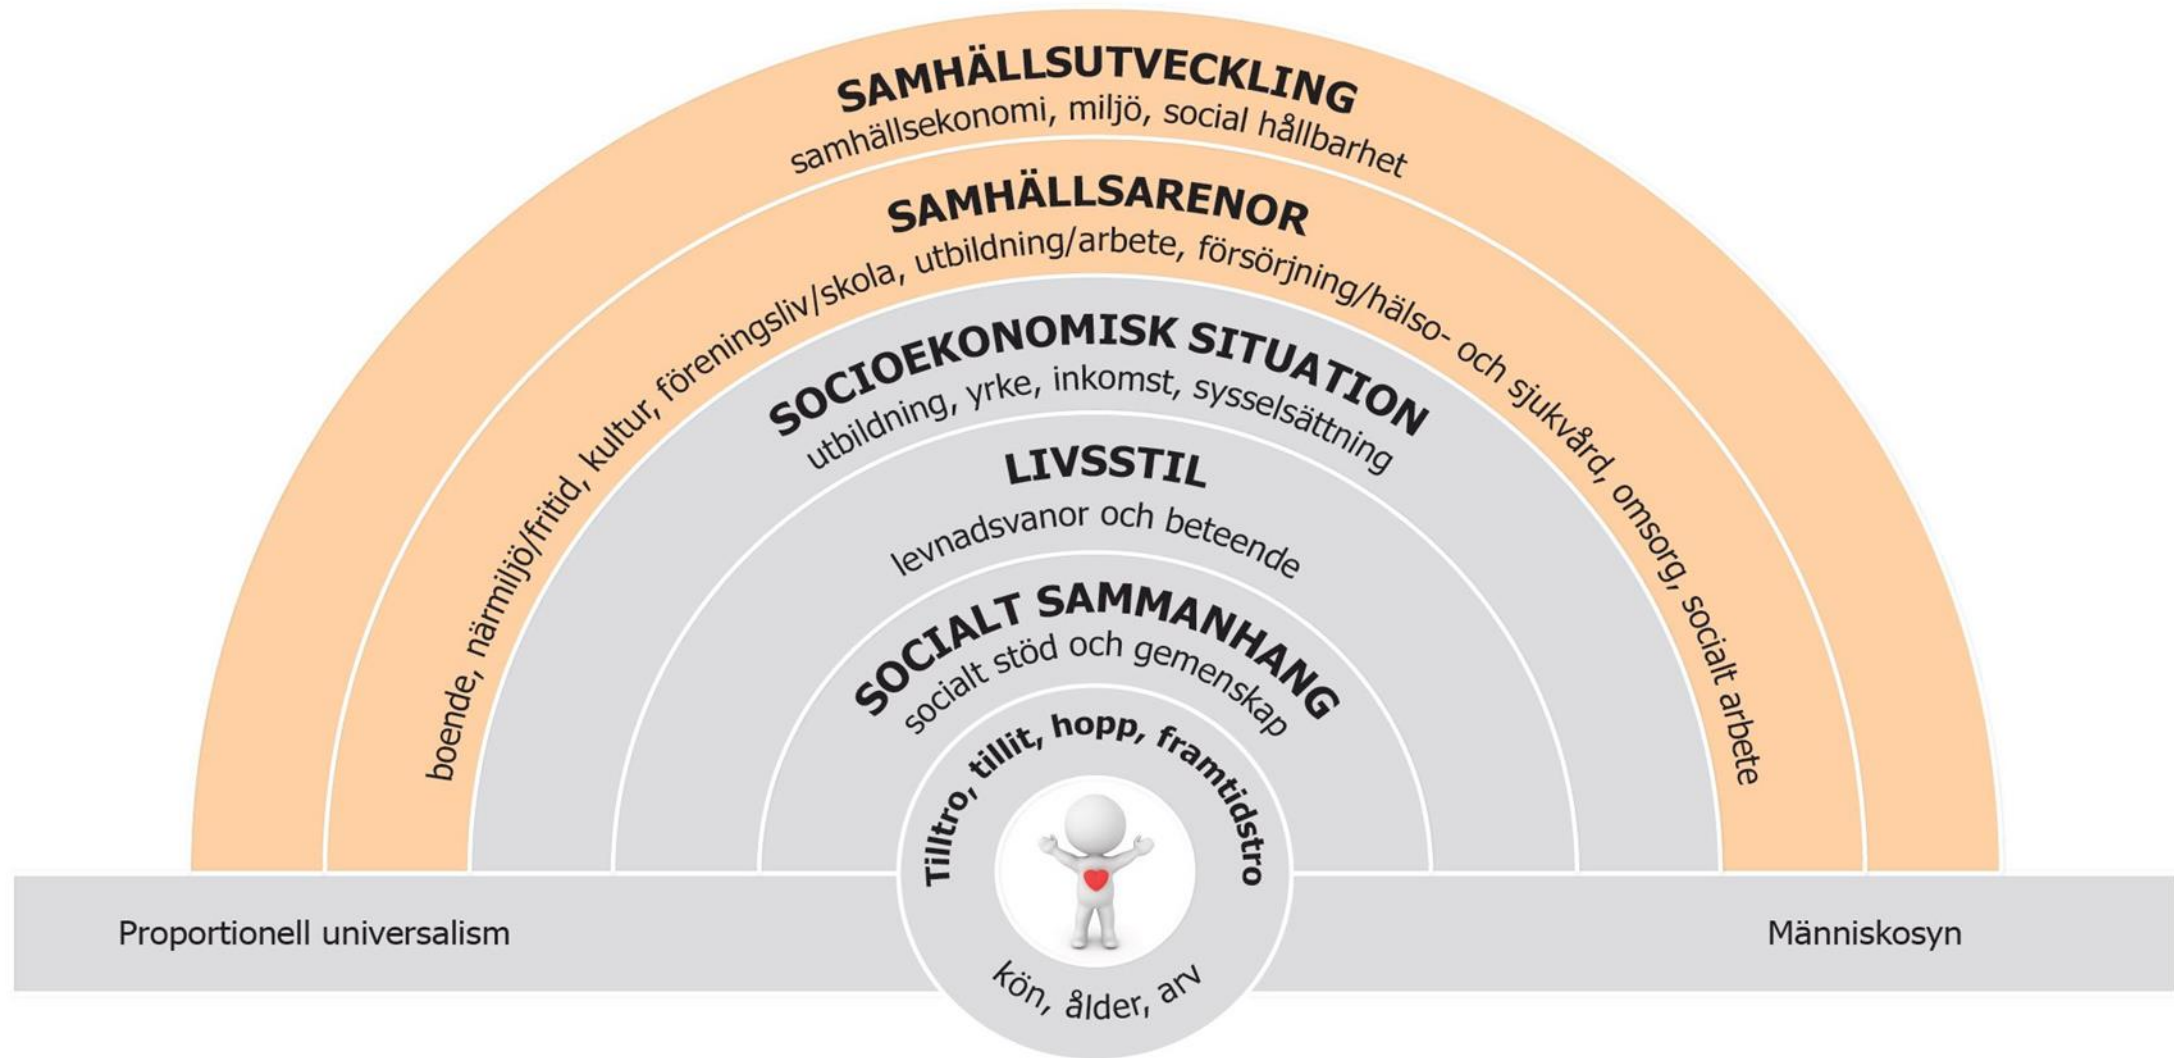 SAMHÄLLSUTVECKLING
samhällsekonomi, miljö, social hållbarhet
SAMHÄLLSARENOR
boende, närmiljö/fritid, kultur, föreningsliv/skola, utbildning/arbete, försörjning/hälso- och sjukvård, omsorg, socialt arbete
SOCIOEKONOMISK SITUATION
utbildning, yrke, inkomst, sysselsättning
LIVSSTIL
levnadsvanor och beteende
SOCIALT SAMMANHANG
socialt stöd och gemenskap
Tilltro, tillit, hopp, framtidstro
kön, ålder, arv
Proportionell universalism
Människosyn